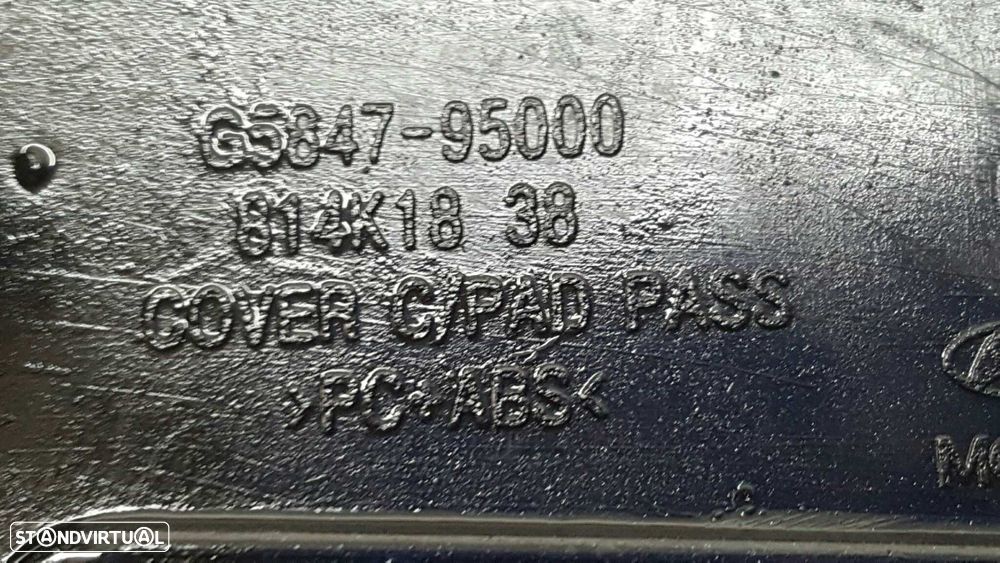 G5847-95000
814K18 38
COVER C/PAD PASS
>PC+ABS<
STANDVIRTUAL